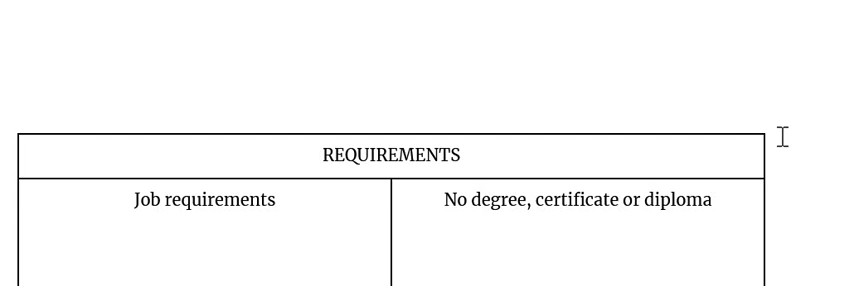 REQUIREMENTS
Job requirements
No degree, certificate or diploma